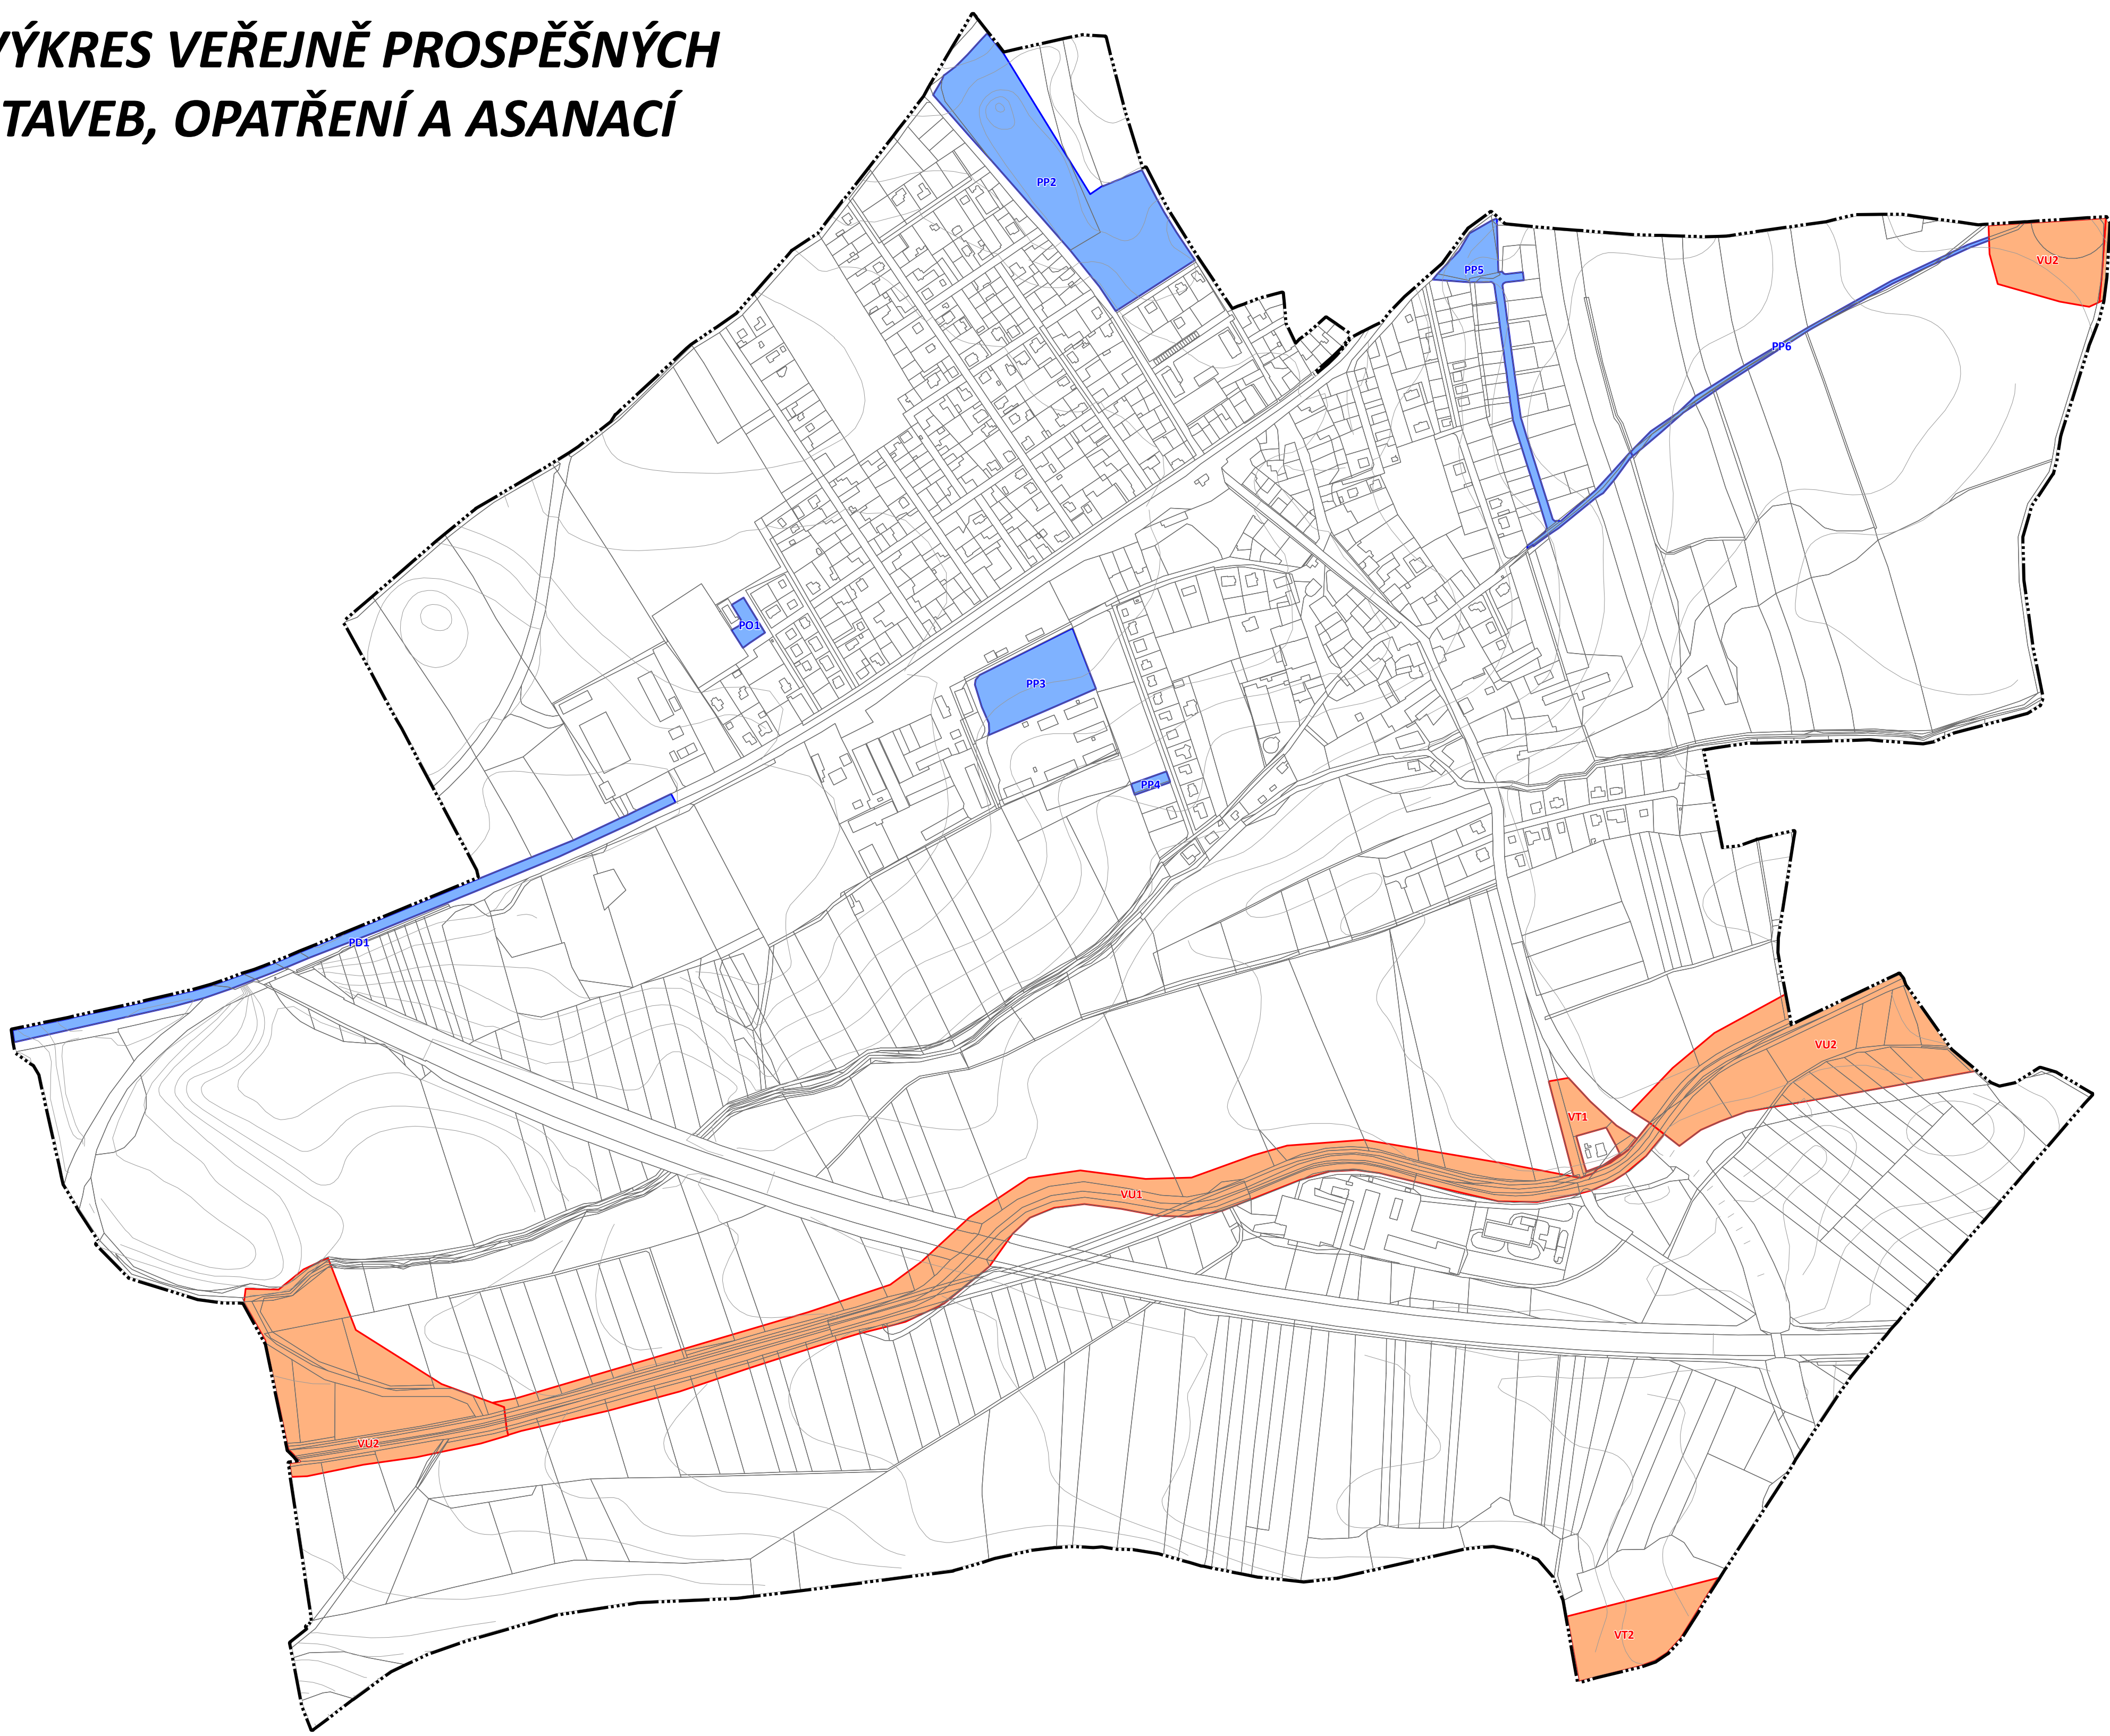 VÝKRES VEŘEJNĚ PROSPĚŠNÝCH
TAVEB, OPATŘENÍ A ASANACÍ
PP2
PP5
VU2
PP6
PO1
PP3
PP4
PD1
VU2
VT1
VU1
VU2
VT2